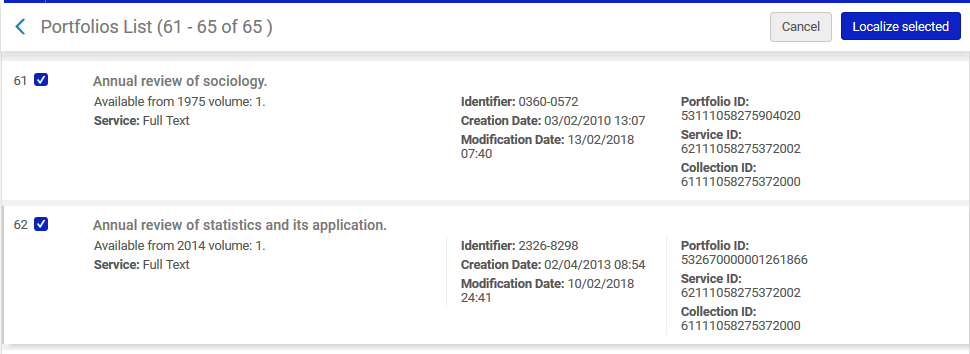 Portfolios List (61 - 65 of 65 )
Cancel
Localize selected
61
Annual review of sociology.
Available from 1975 volume: 1.
Service: Full Text
Identifier: 0360-0572
Creation Date: 03/02/2010 13:07
Modification Date: 13/02/2018
07:40
Portfolio ID:
53111058275904020
Service ID:
62111058275372002
Collection ID:
61111058275372000
62
Annual review of statistics and its application.
Available from 2014 volume: 1.
Service: Full Text
Identifier: 2326-8298
Creation Date: 02/04/2013 08:54
Modification Date: 10/02/2018
24:41
Portfolio ID:
532670000001261866
Service ID:
62111058275372002
Collection ID:
61111058275372000